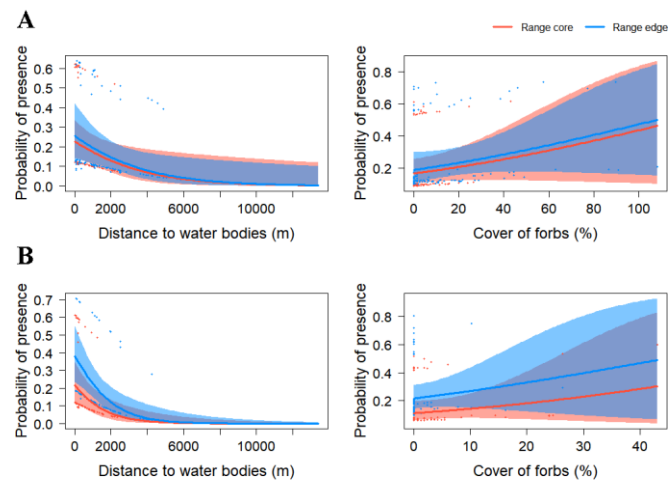 A
Range core
Range edge
Probability of presence
0.6
0.5
0.4
0.3
0.2
0.1
0.0
0 2000 6000 10000
Distance to water bodies (m)
Probability of presence
0.8
0.6
0.4
0.2
0 20 40 60 80 100
Cover of forbs (%)
B
Probability of presence
0.7
0.6
0.5
0.4
0.3
0.2
0.1
0.0
0 2000 6000 10000
Distance to water bodies (m)
Probability of presence
0.8
0.6
0.4
0.2
0 10 20 30 40
Cover of forbs (%)